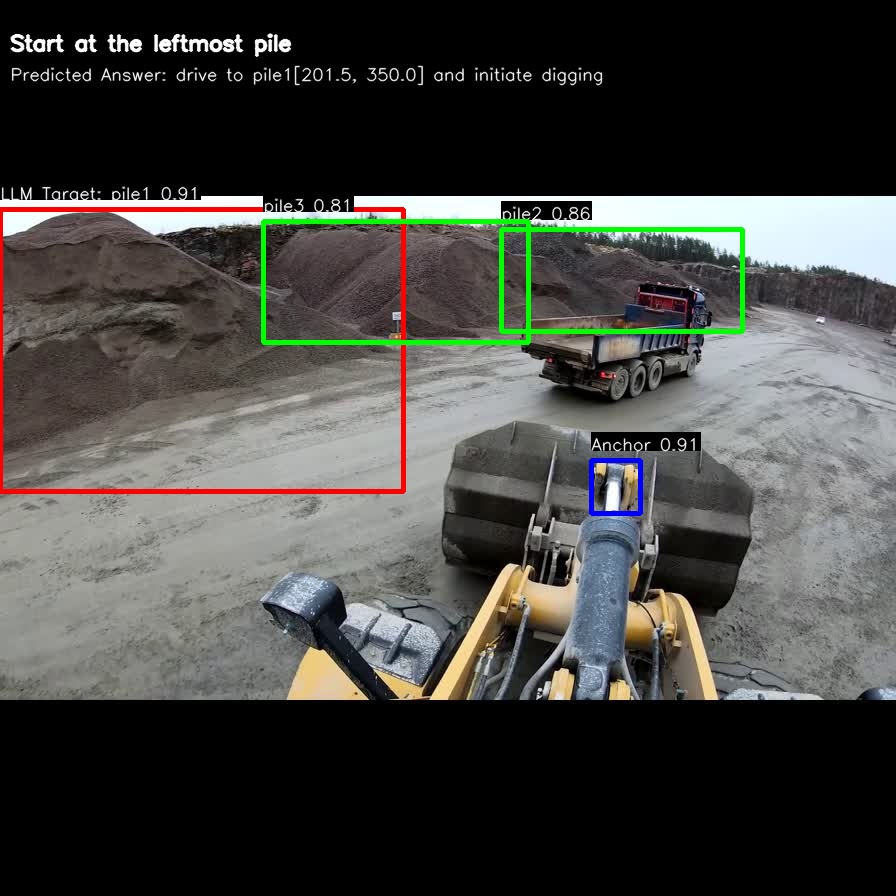 Start at the leftmost pile
Predicted Answer: drive to pile1[201.5, 350.0] and initiate digging
LLM Target: pile1 0.91
pile3 0.81
pile2 0.86
Anchor 0.91